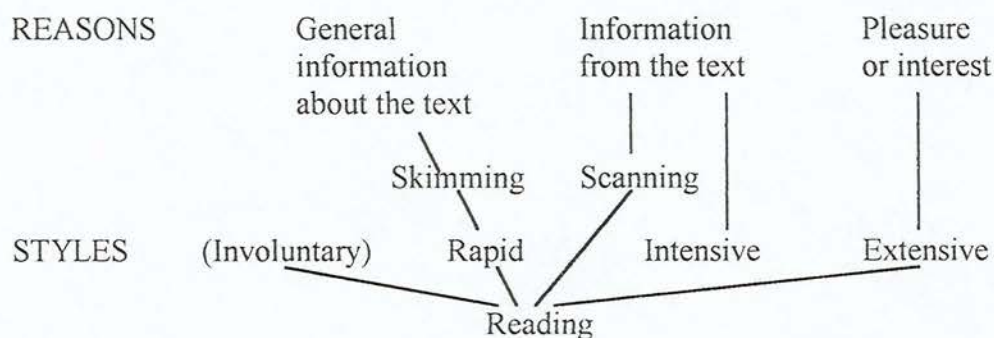 REASONS General Information Pleasure
information from the text or interest
about the text
Skimming Scanning
STYLES (Involuntary) Rapid Intensive Extensive
Reading